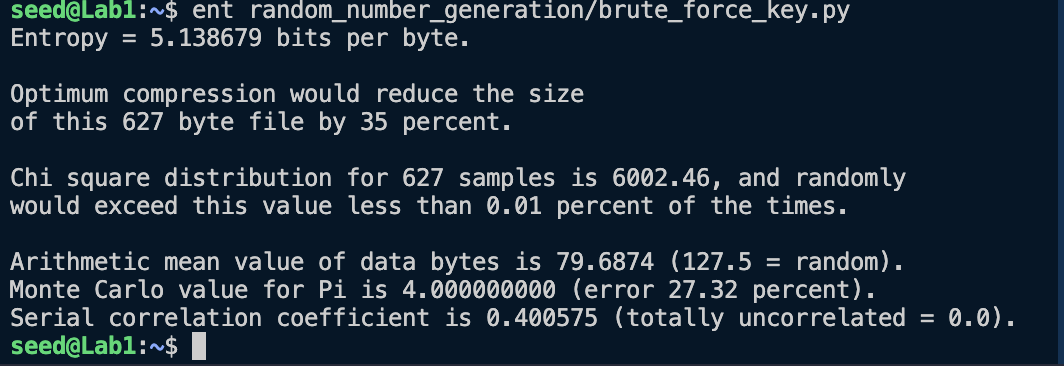 seed@Lab1:~$ ent random_number_generation/brute_force_key.py
Entropy = 5.138679 bits per byte.
Optimum compression would reduce the size
of this 627 byte file by 35 percent.
Chi square distribution for 627 samples is 6002.46, and randomly
would exceed this value less than 0.01 percent of the times.
Arithmetic mean value of data bytes is 79.6874 (127.5 = random).
Monte Carlo value for Pi is 4.000000000 (error 27.32 percent).
Serial correlation coefficient is 0.400575 (totally uncorrelated = 0.0).
seed@Lab1:~$